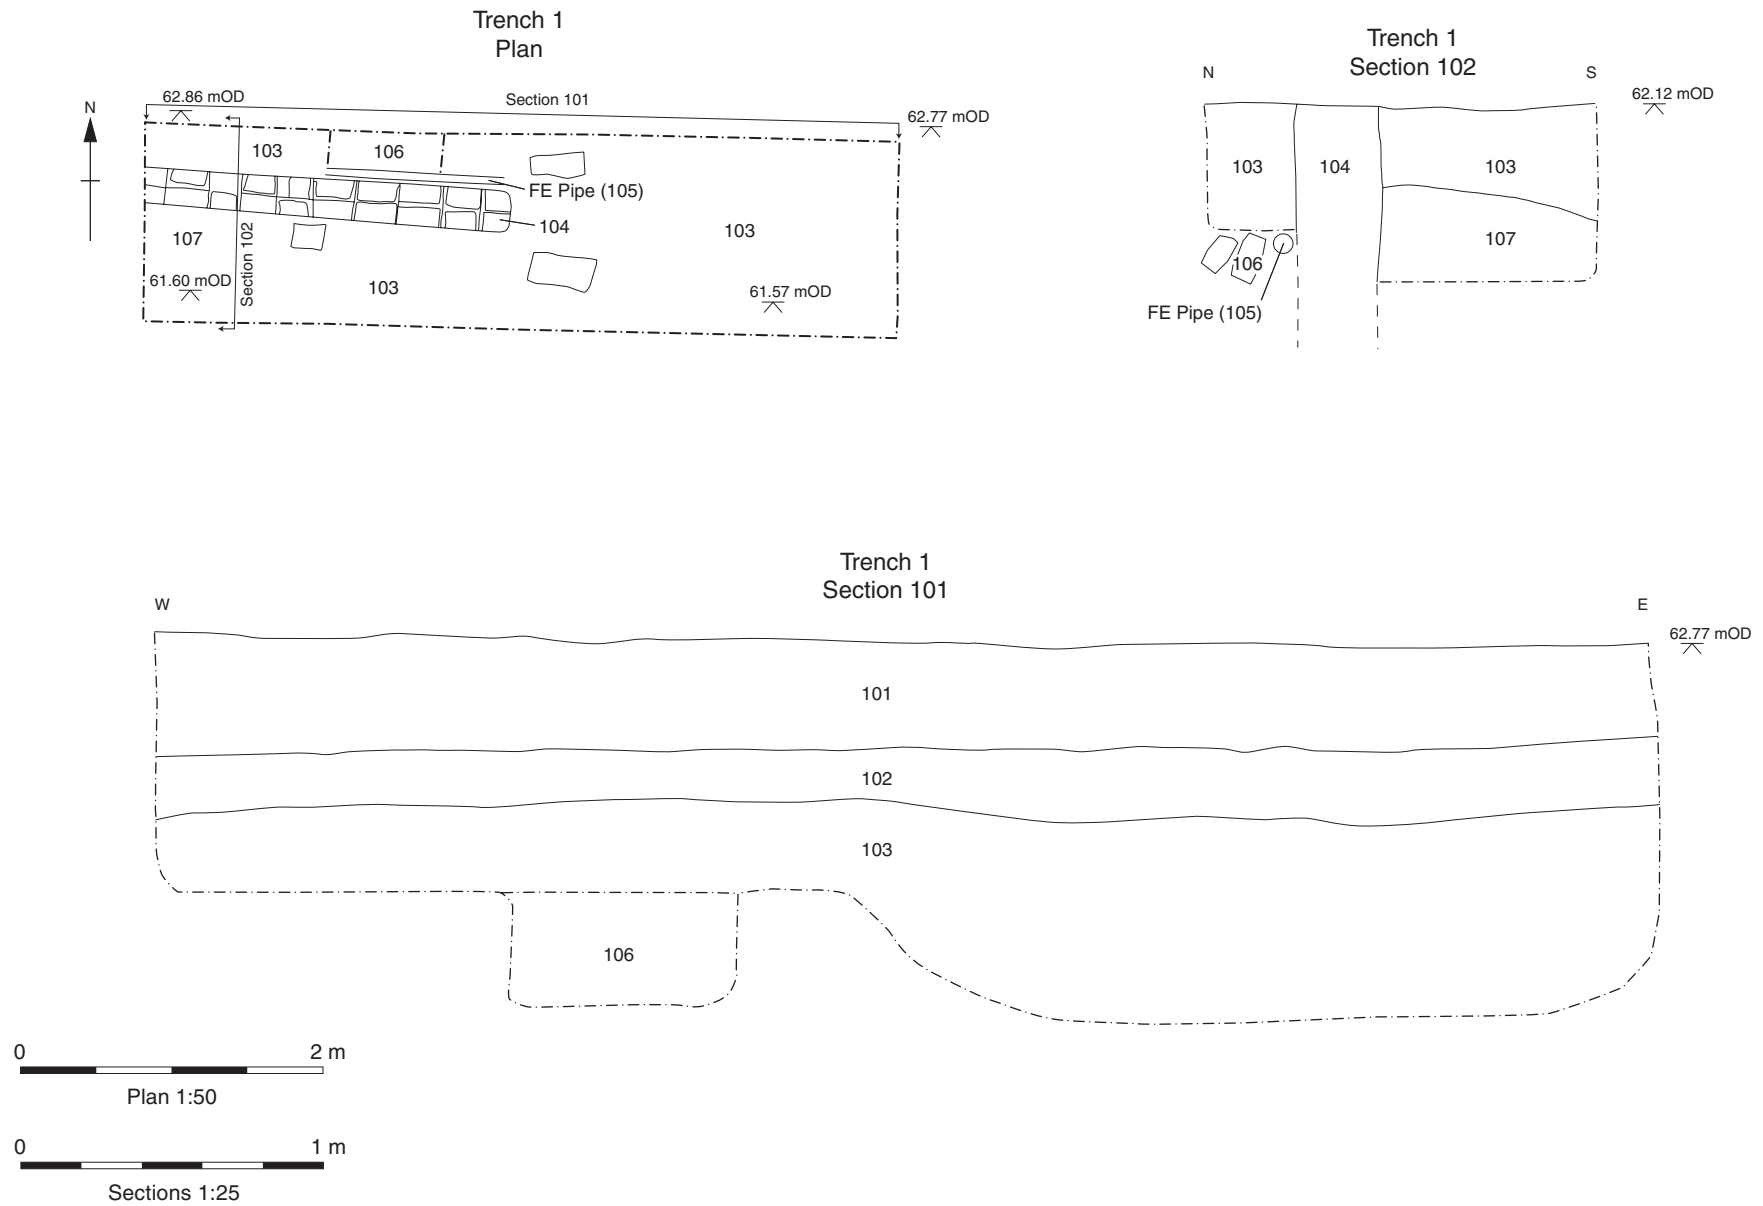 Trench 1
Plan
N
62.86 mOD
Section 101
62.77 mOD
103
106
FE Pipe (105)
104
107
Section 102
103
61.60 mOD
103
61.57 mOD
Trench 1
Section 102
N
S
62.12 mOD
103
104
103
106
107
FE Pipe (105)
Trench 1
Section 101
W
E
62.77 mOD
101
102
103
106
0
2 m
Plan 1:50
0
1 m
Sections 1:25